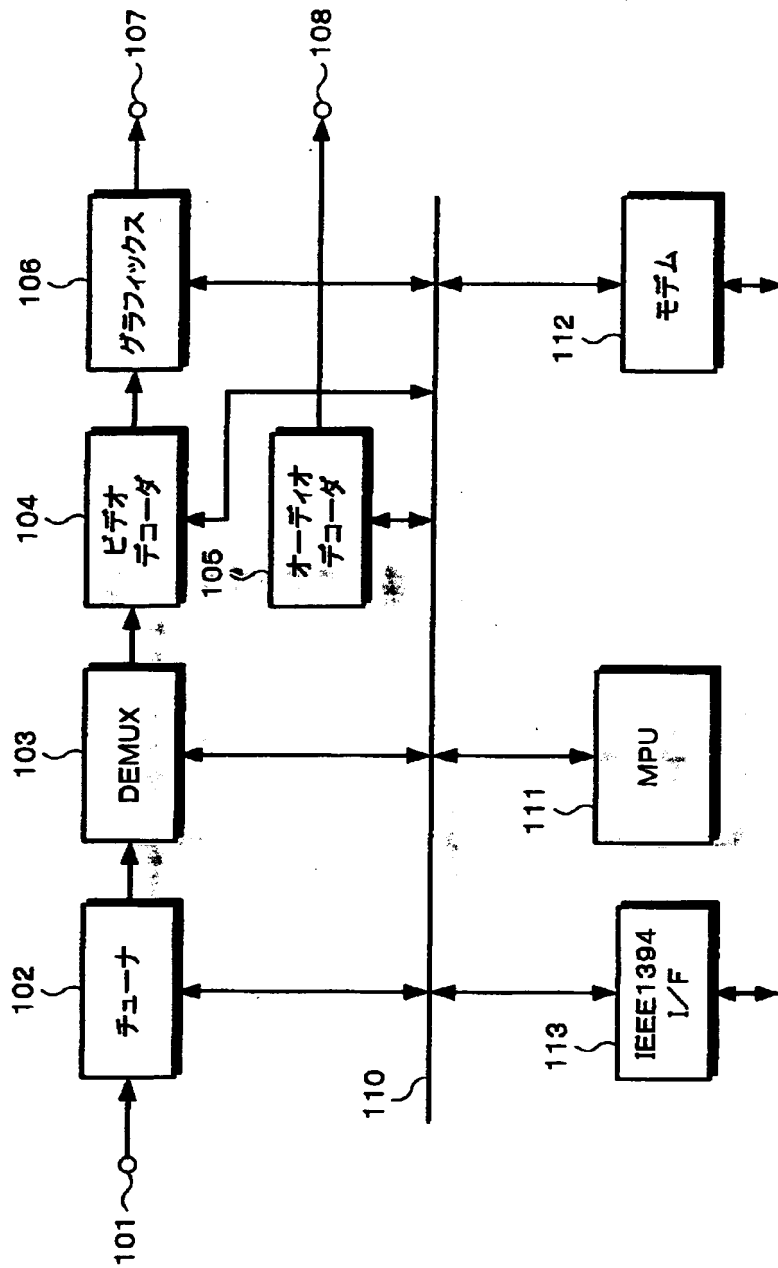 101
102
チューナ
103
DEMUX
104
ビデオ
デコーダ
106
グラフィックス
107
105
オーディオ
デコーダ
108
110
113
IEEE1394
I/F
111
MPU
112
モデム